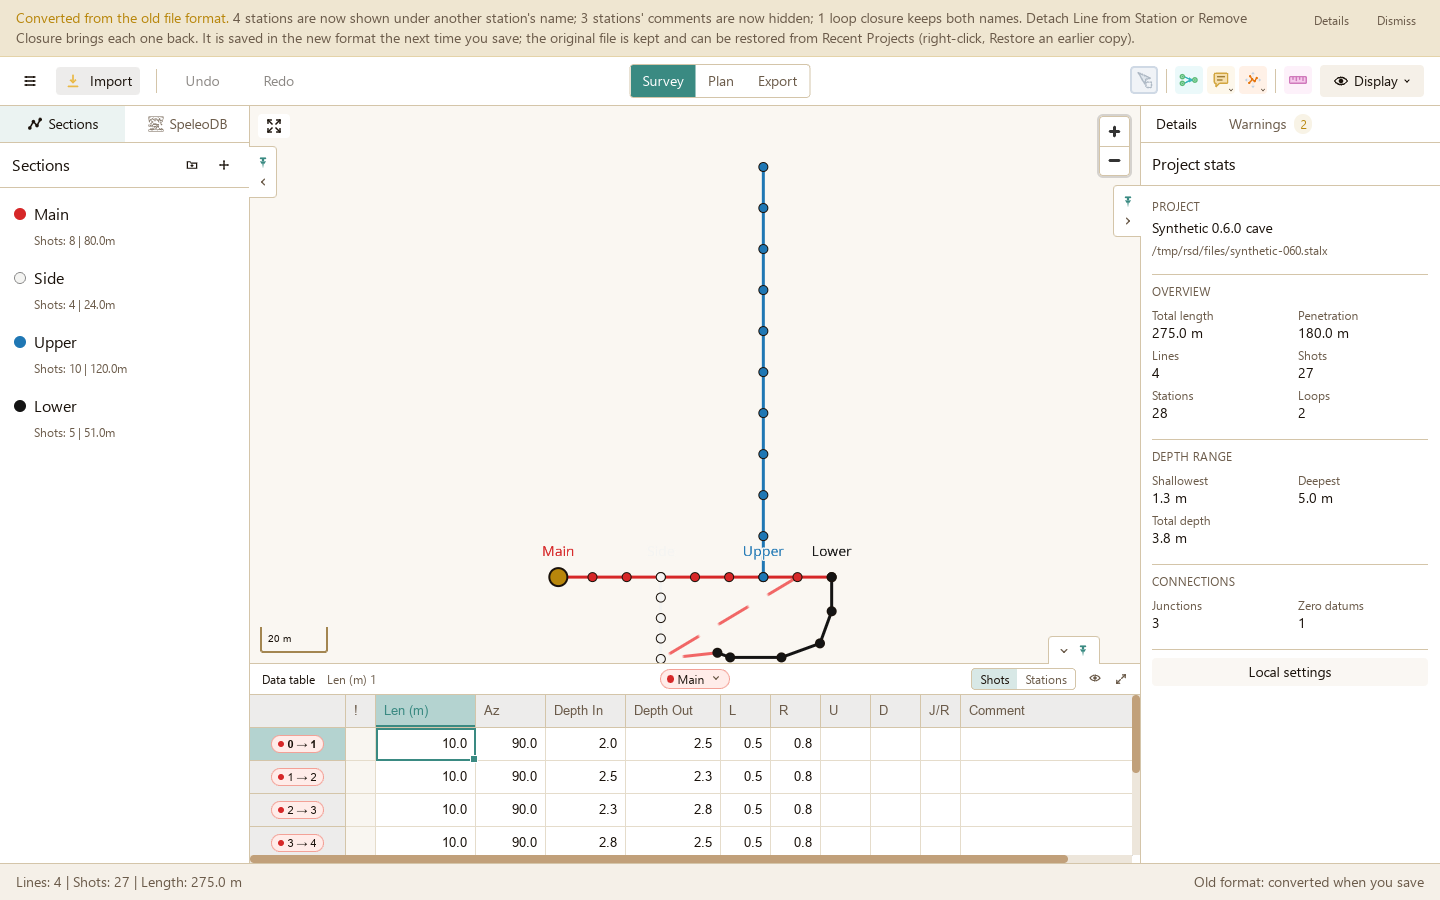 Converted from the old file format. 4 stations are now shown under another station's name; 3 stations' comments are now hidden; 1 loop closure keeps both names. Detach Line from Station or Remove
Closure brings each one back. It is saved in the new format the next time you save; the original file is kept and can be restored from Recent Projects (right-click, Restore an earlier copy).
Details
Dismiss
Import
Undo
Redo
Survey
Plan
Export
Display
Sections
SpeleoDB
Sections
Main
Shots: 8 | 80.0m
Side
Shots: 4 | 24.0m
Upper
Shots: 10 | 120.0m
Lower
Shots: 5 | 51.0m
+
−
Main
Upper
Lower
20 m
Details
Warnings 2
Project stats
PROJECT
Synthetic 0.6.0 cave
/tmp/rsd/files/synthetic-060.stalx
OVERVIEW
Total length
Penetration
275.0 m
180.0 m
Lines
Shots
4
27
Stations
Loops
28
2
DEPTH RANGE
Shallowest
Deepest
1.3 m
5.0 m
Total depth
3.8 m
CONNECTIONS
Junctions
Zero datums
3
1
Local settings
Data table
Len (m) 1
Main
Shots
Stations
! Len (m) Az Depth In Depth Out L R U D J/R Comment
0 → 1 10.0 90.0 2.0 2.5 0.5 0.8
1 → 2 10.0 90.0 2.5 2.3 0.5 0.8
2 → 3 10.0 90.0 2.3 2.8 0.5 0.8
3 → 4 10.0 90.0 2.8 2.5 0.5 0.8
Lines: 4 | Shots: 27 | Length: 275.0 m
Old format: converted when you save